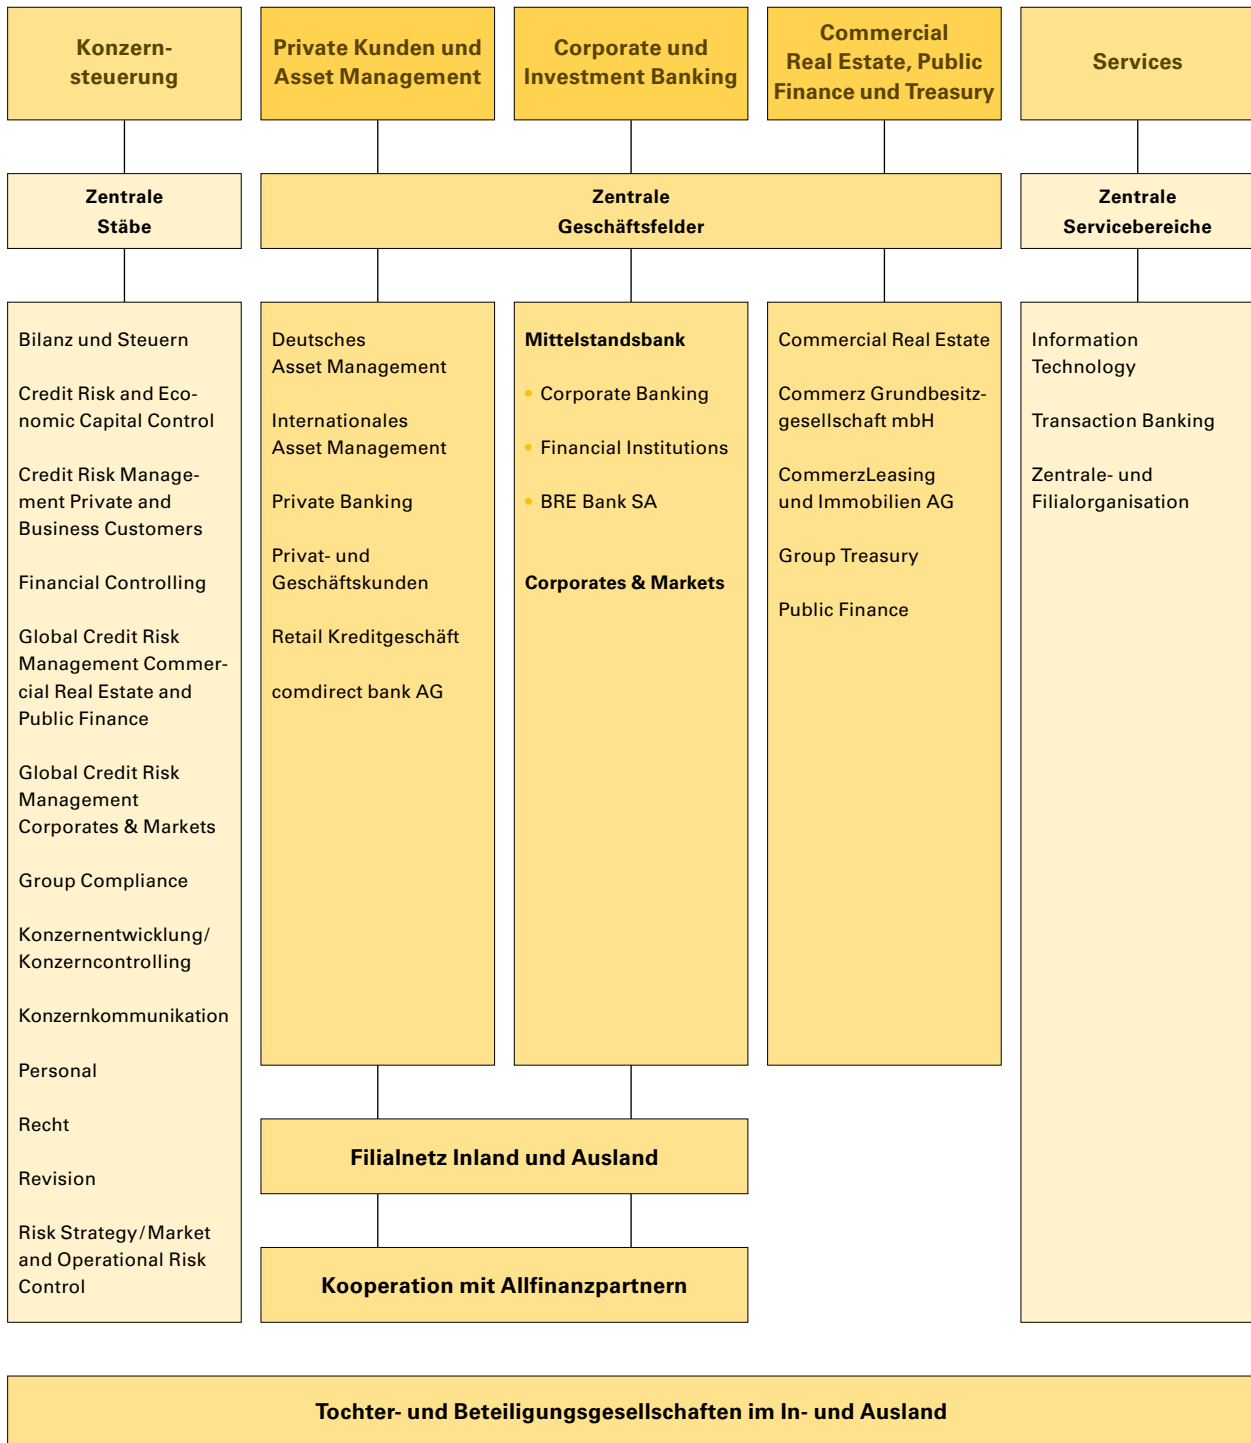 Konzern-
steuerung
Private Kunden und
Asset Management
Corporate und
Investment Banking
Commercial
Real Estate, Public
Finance und Treasury
Services
Zentrale
Stäbe
Zentrale
Geschäftsfelder
Zentrale
Servicebereiche
Bilanz und Steuern
Credit Risk and Eco-
nomic Capital Control
Credit Risk Manage-
ment Private and
Business Customers
Financial Controlling
Global Credit Risk
Management Commer-
cial Real Estate and
Public Finance
Global Credit Risk
Management
Corporates & Markets
Group Compliance
Konzernentwicklung/
Konzerncontrolling
Konzernkommunikation
Personal
Recht
Revision
Risk Strategy/Market
and Operational Risk
Control
Deutsches
Asset Management
Internationales
Asset Management
Private Banking
Privat- und
Geschäftskunden
Retail Kreditgeschäft
comdirect bank AG
Mittelstandsbank
• Corporate Banking
• Financial Institutions
• BRE Bank SA
Corporates & Markets
Commercial Real Estate
Commerz Grundbesitz-
gesellschaft mbH
CommerzLeasing
und Immobilien AG
Group Treasury
Public Finance
Information
Technology
Transaction Banking
Zentrale- und
Filialorganisation
Filialnetz Inland und Ausland
Kooperation mit Allfinanzpartnern
Tochter- und Beteiligungsgesellschaften im In- und Ausland